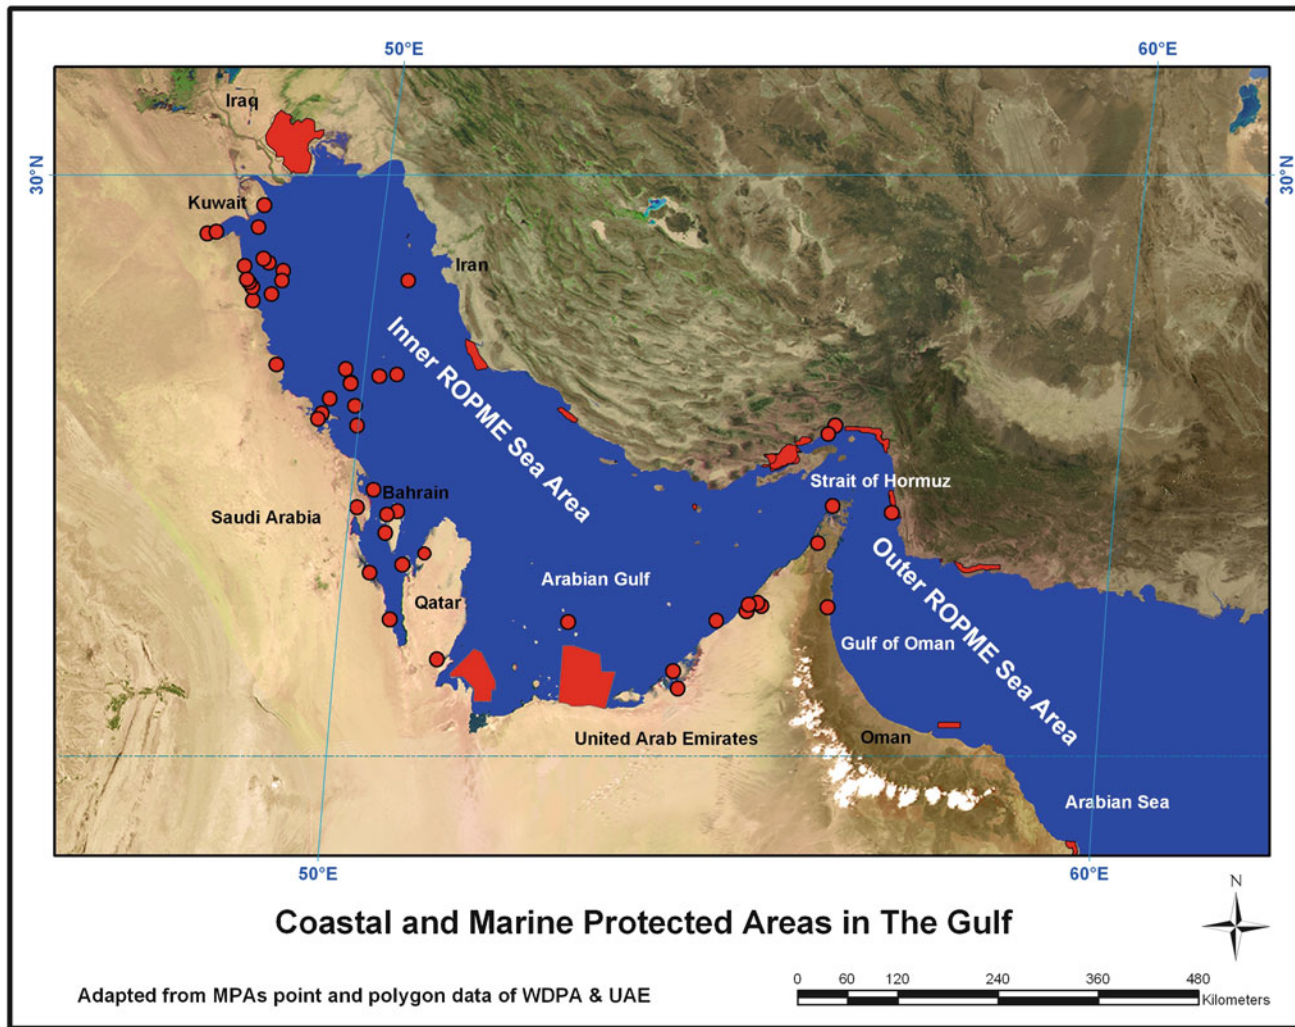 50°E
60°E
Iraq
30°N
30°N
Kuwait
Iran
Inner ROPME Sea Area
Strait of Hormuz
Bahrain
Saudi Arabia
Outer ROPME Sea Area
Arabian Gulf
Qatar
Gulf of Oman
United Arab Emirates
Oman
Arabian Sea
50°E
60°E
N
Coastal and Marine Protected Areas in The Gulf
0 60 120 240 360 480
Kilometers
Adapted from MPAs point and polygon data of WDPA & UAE